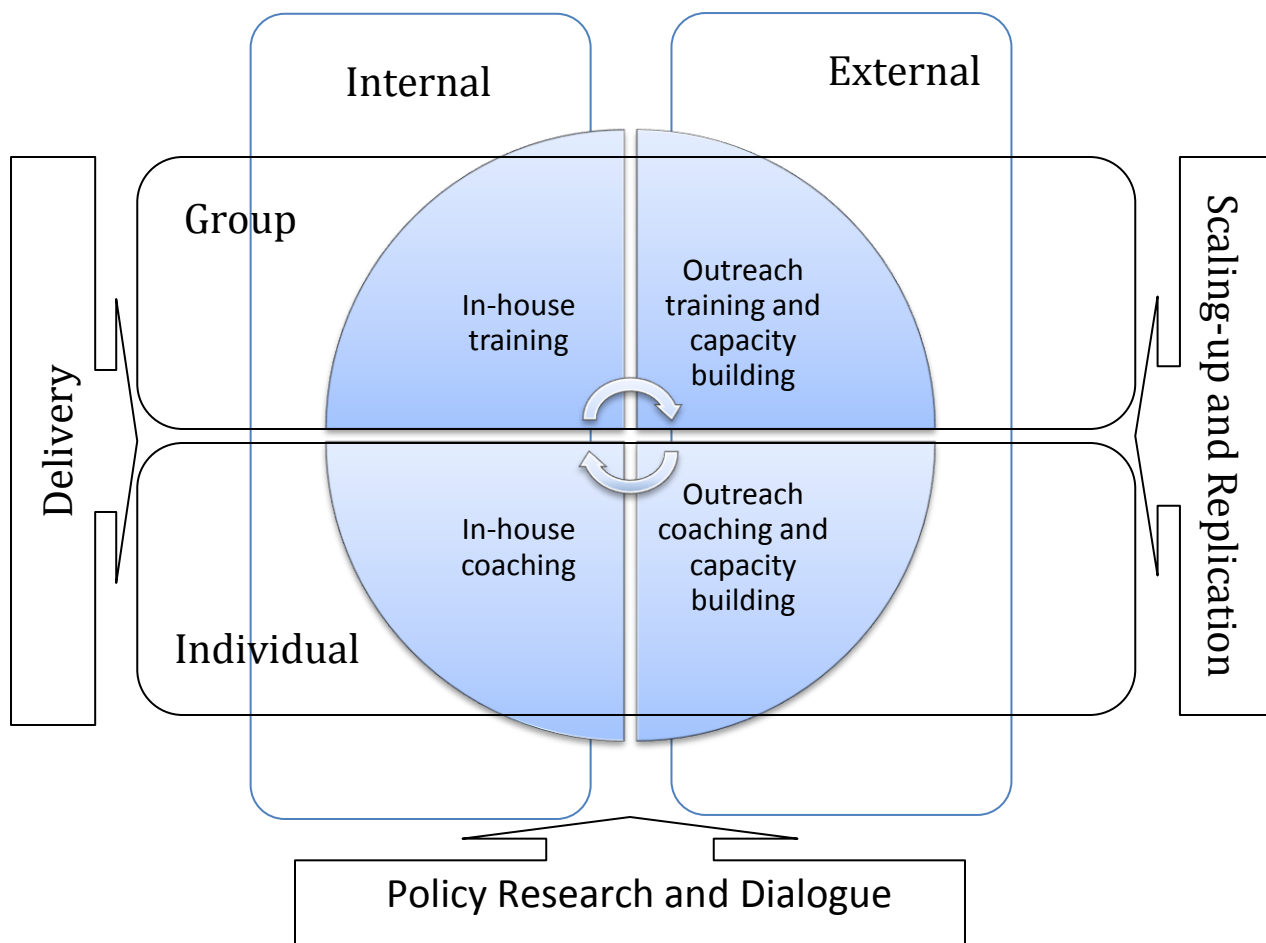 Internal
External
Group
In-house
training
Outreach
training and
capacity
building
Delivery
Scaling-up and Replication
In-house
coaching
Outreach
coaching and
capacity
building
Individual
Policy Research and Dialogue